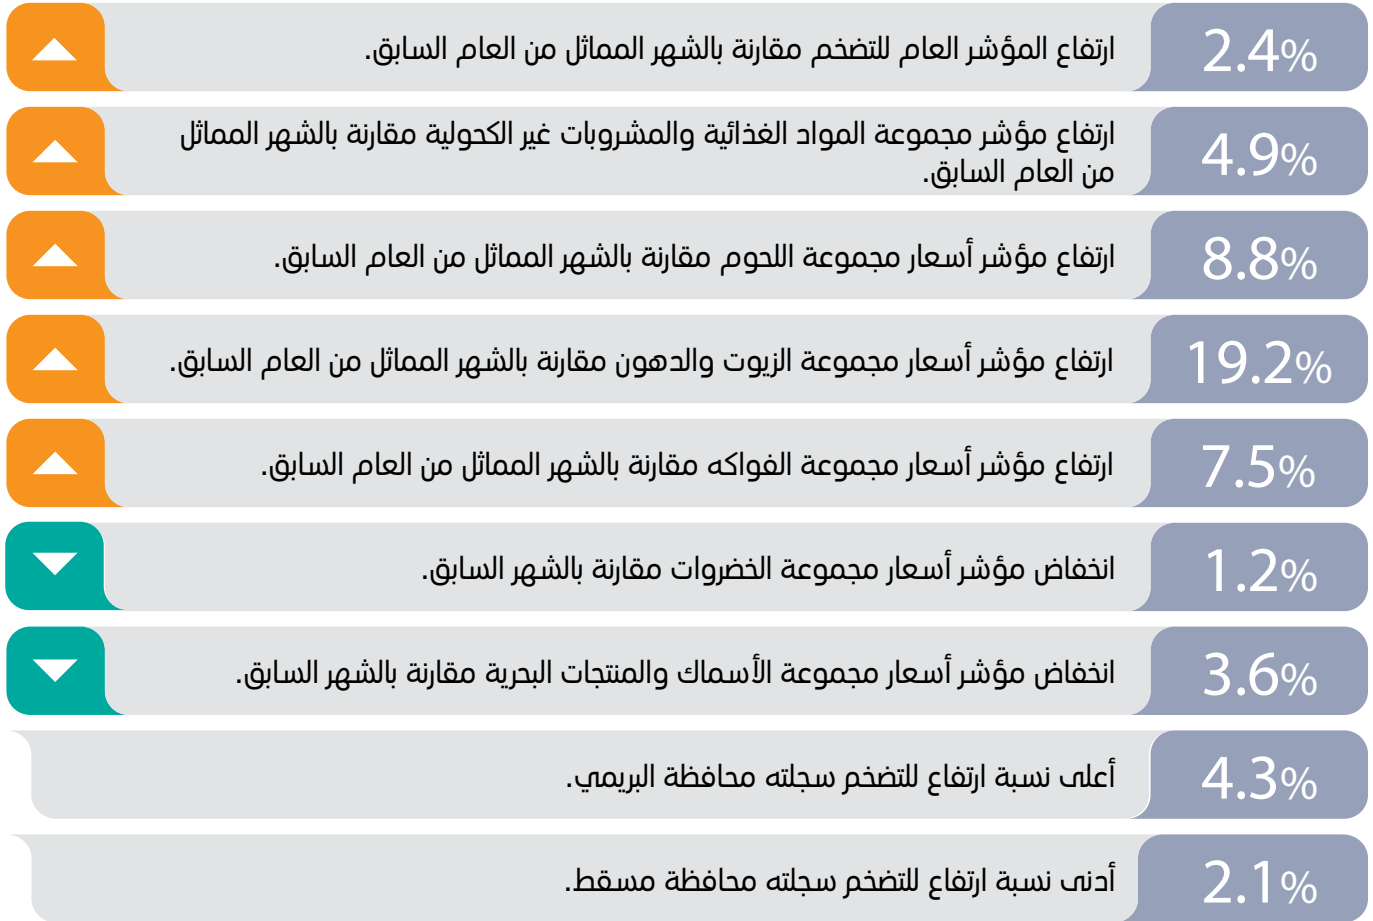 2.4%
ارتفاع المؤشر العام للتضخم مقارنة بالشهر المماثل من العام السابق.
4.9%
ارتفاع مؤشر مجموعة المواد الغذائية والمشروبات غير الكحولية مقارنة بالشهر المماثل
من العام السابق.
8.8%
ارتفاع مؤشر أسعار مجموعة اللحوم مقارنة بالشهر المماثل من العام السابق.
19.2%
ارتفاع مؤشر أسعار مجموعة الزيوت والدهون مقارنة بالشهر المماثل من العام السابق.
7.5%
ارتفاع مؤشر أسعار مجموعة الفواكه مقارنة بالشهر المماثل من العام السابق.
1.2%
انخفاض مؤشر أسعار مجموعة الخضروات مقارنة بالشهر السابق.
3.6%
انخفاض مؤشر أسعار مجموعة الأسماك والمنتجات البحرية مقارنة بالشهر السابق.
4.3%
أعلى نسبة ارتفاع للتضخم سجلته محافظة البريمي.
2.1%
أدنى نسبة ارتفاع للتضخم سجلته محافظة مسقط.